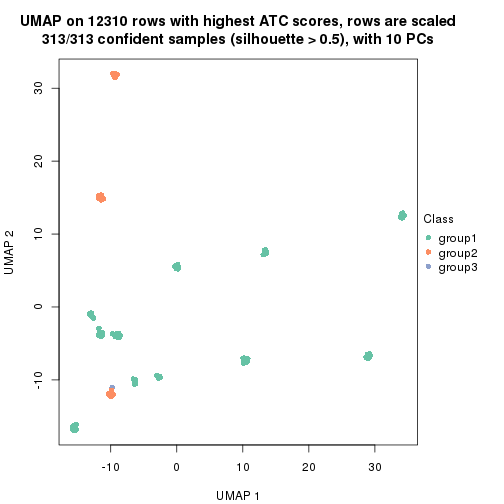 UMAP on 12310 rows with highest ATC scores, rows are scaled
313/313 confident samples (silhouette > 0.5), with 10 PCs
30
20
10
0
-10
UMAP 2
-10 0 10 20 30
UMAP 1
Class
group1
group2
group3